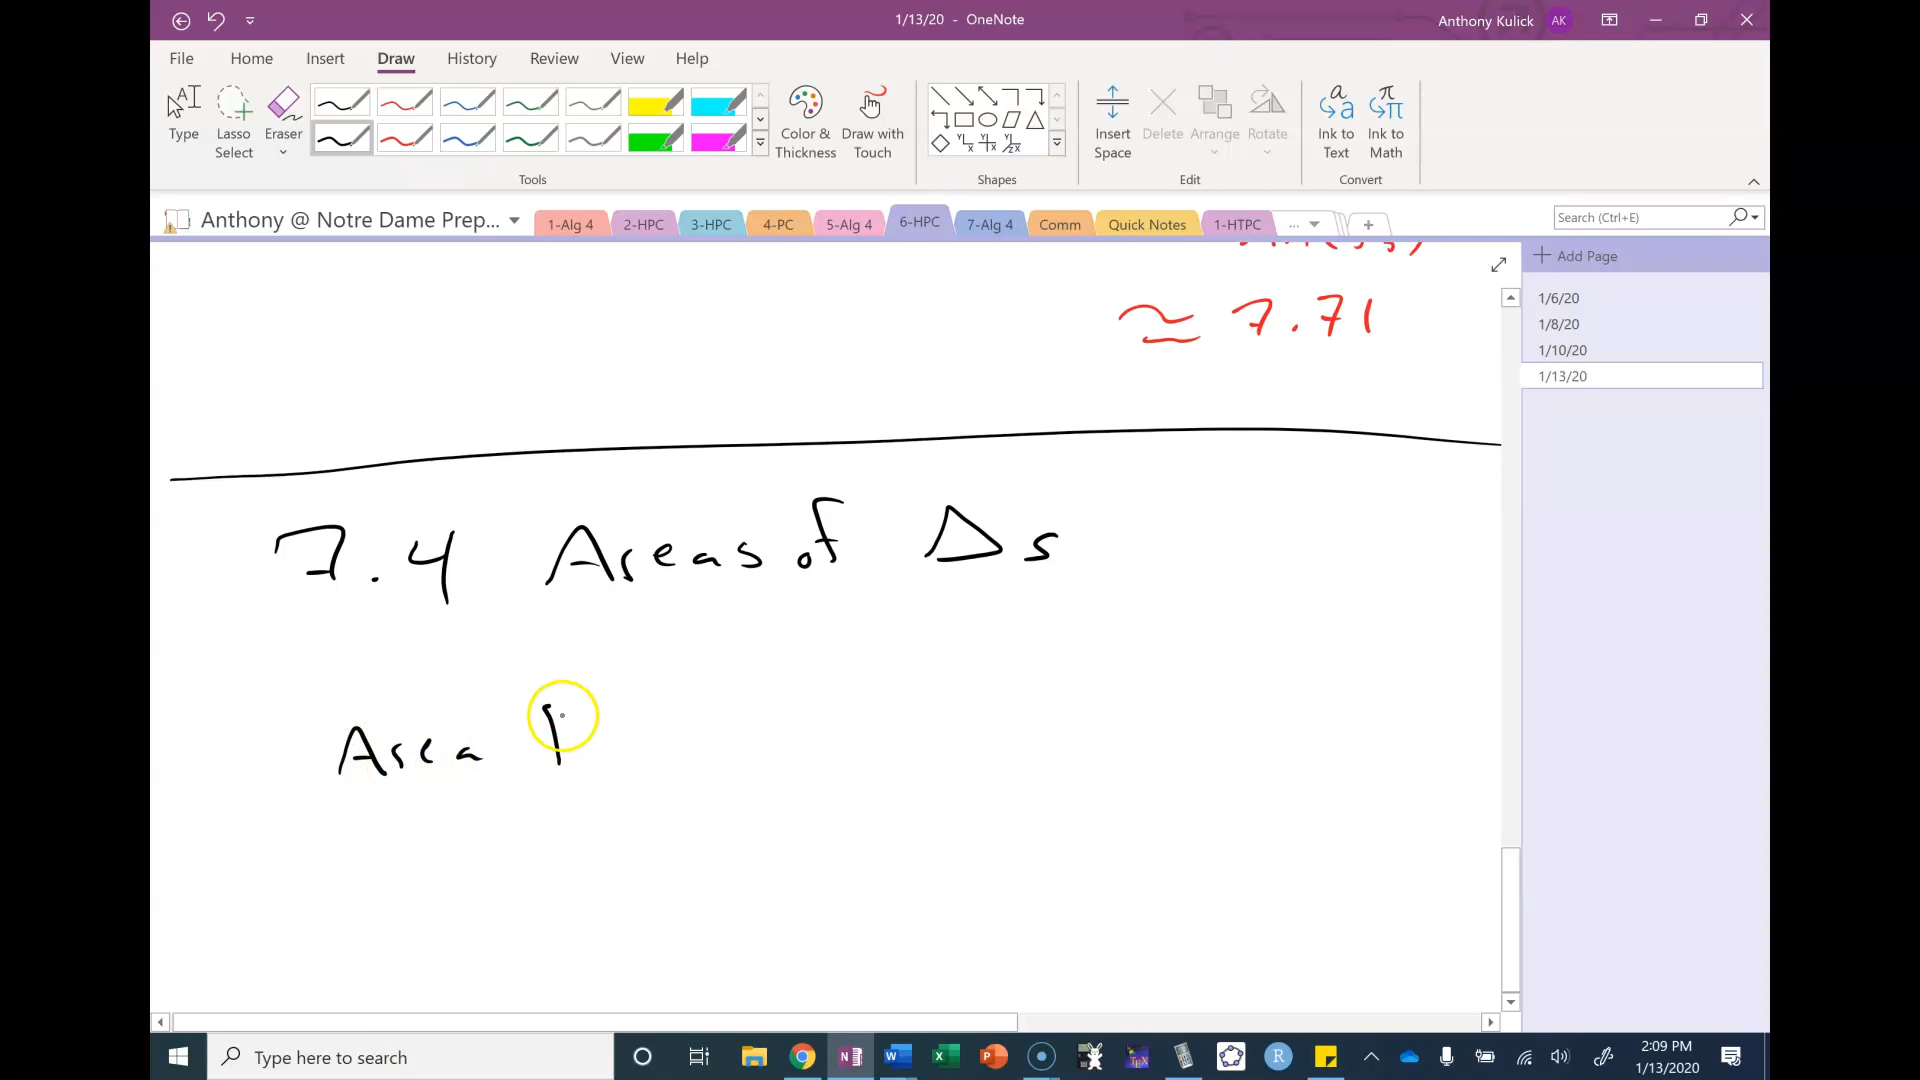 1/13/20 - OneNote
Anthony Kulick AK
File Home Insert Draw History Review View Help
Type
Lasso Select
Eraser
Color & Thickness
Draw with Touch
Insert Space
Delete
Arrange
Rotate
Ink to Text
Ink to Math
Tools
Shapes
Edit
Convert
Anthony @ Notre Dame Prep...
1-Alg 4 2-HPC 3-HPC 4-PC 5-Alg 4 6-HPC 7-Alg 4 Comm Quick Notes 1-HTPC ...
Search (Ctrl+E)
Add Page
1/6/20
1/8/20
1/10/20
1/13/20
≈ 7.71
7.4 Areas of Δs
Area
Type here to search
2:09 PM
1/13/2020